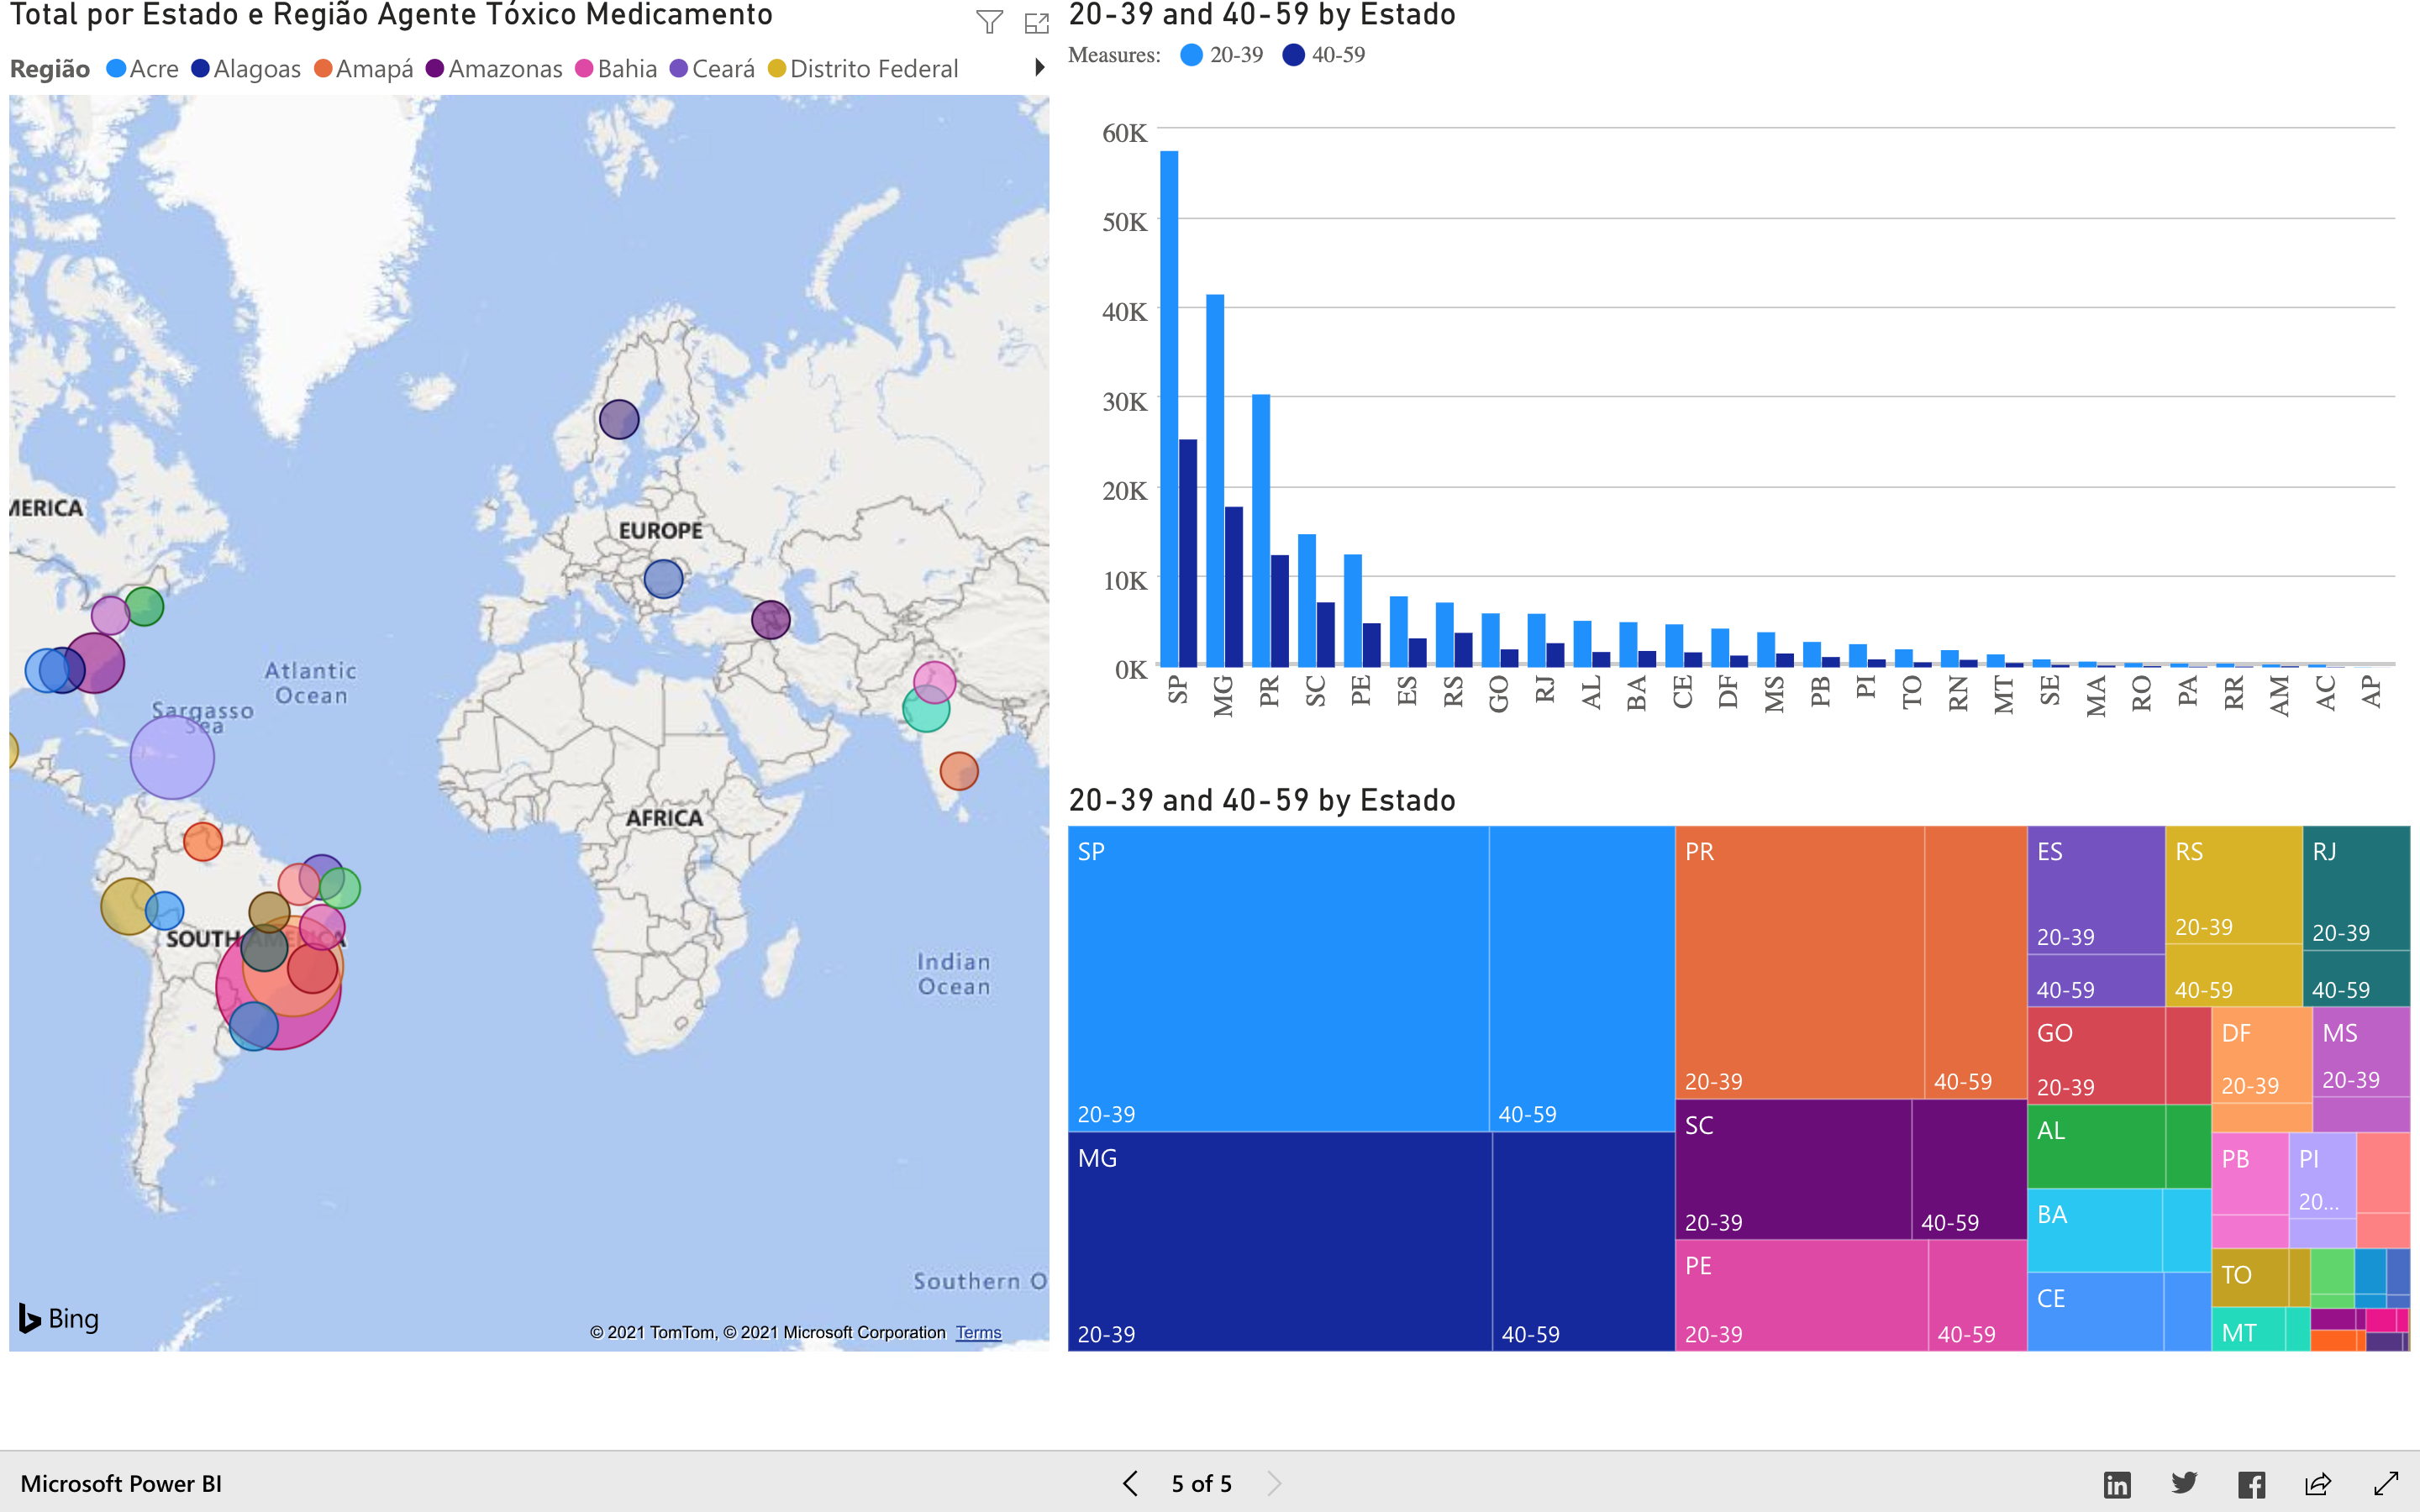 Total por Estado e Região Agente Tóxico Medicamento
Região Acre Alagoas Amapá Amazonas Bahia Ceará Distrito Federal
MERICA
EUROPE
Atlantic
Ocean
Sargasso
Sea
AFRICA
SOUTH AMERICA
Indian
Ocean
Southern O
Bing
© 2021 TomTom, © 2021 Microsoft Corporation Terms
20-39 and 40-59 by Estado
Measures: 20-39 40-59
60K
50K
40K
30K
20K
10K
0K
SP MG PR SC PE ES RS GO RJ AL BA CE DF MS PB PI TO RN MT SE MA RO PA RR AM AC AP
20-39 and 40-59 by Estado
SP
20-39 40-59
MG
20-39 40-59
PR
20-39 40-59
SC
20-39 40-59
PE
20-39 40-59
ES
20-39
40-59
RS
20-39
40-59
RJ
20-39
40-59
GO
20-39
DF
20-39
MS
20-39
AL
BA
CE
PB
PI
20...
TO
MT
Microsoft Power BI
5 of 5